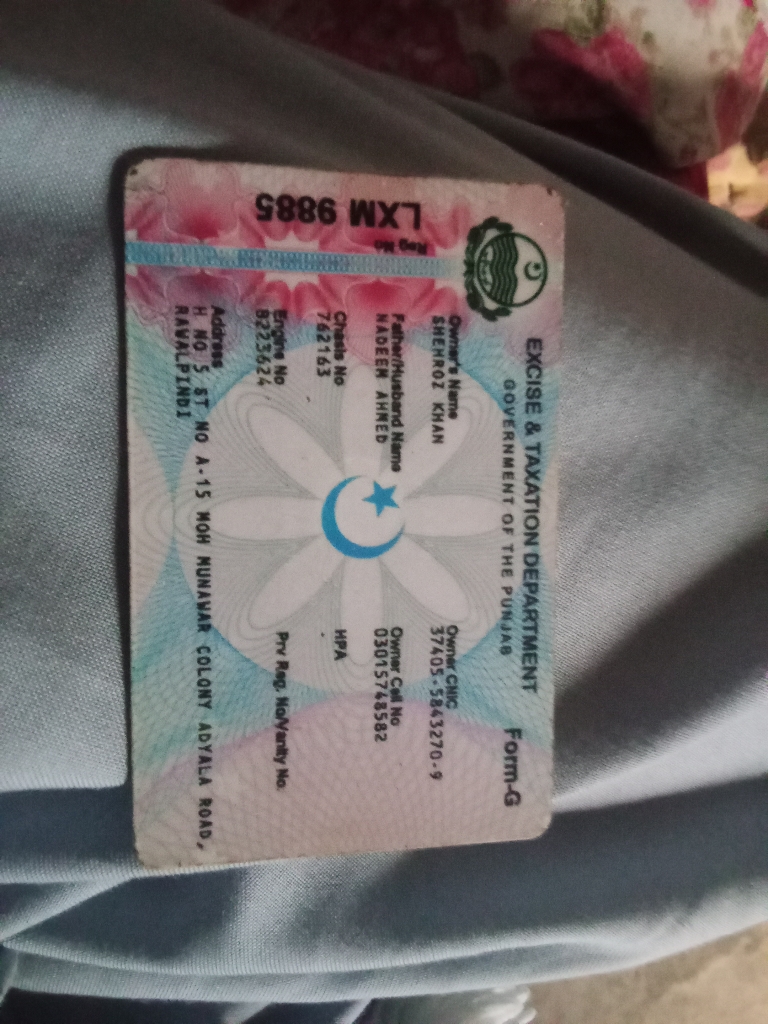 EXCISE & TAXATION DEPARTMENT Form-G
GOVERNMENT OF THE PUNJAB
Reg No
LXM 9885
Owner's Name Owner CNIC
SHEHROZ KHAN 37405-5843270-9
Father/Husband Name Owner Cell No
NADEEM AHMED 03015748582
Chasis No HPA
762163 .
Engine No Prv Reg. No/Vanity No.
8223624
Address
H NO 5 ST NO A-15 MOH MUNAWAR COLONY ADYALA ROAD,
RAWALPINDI